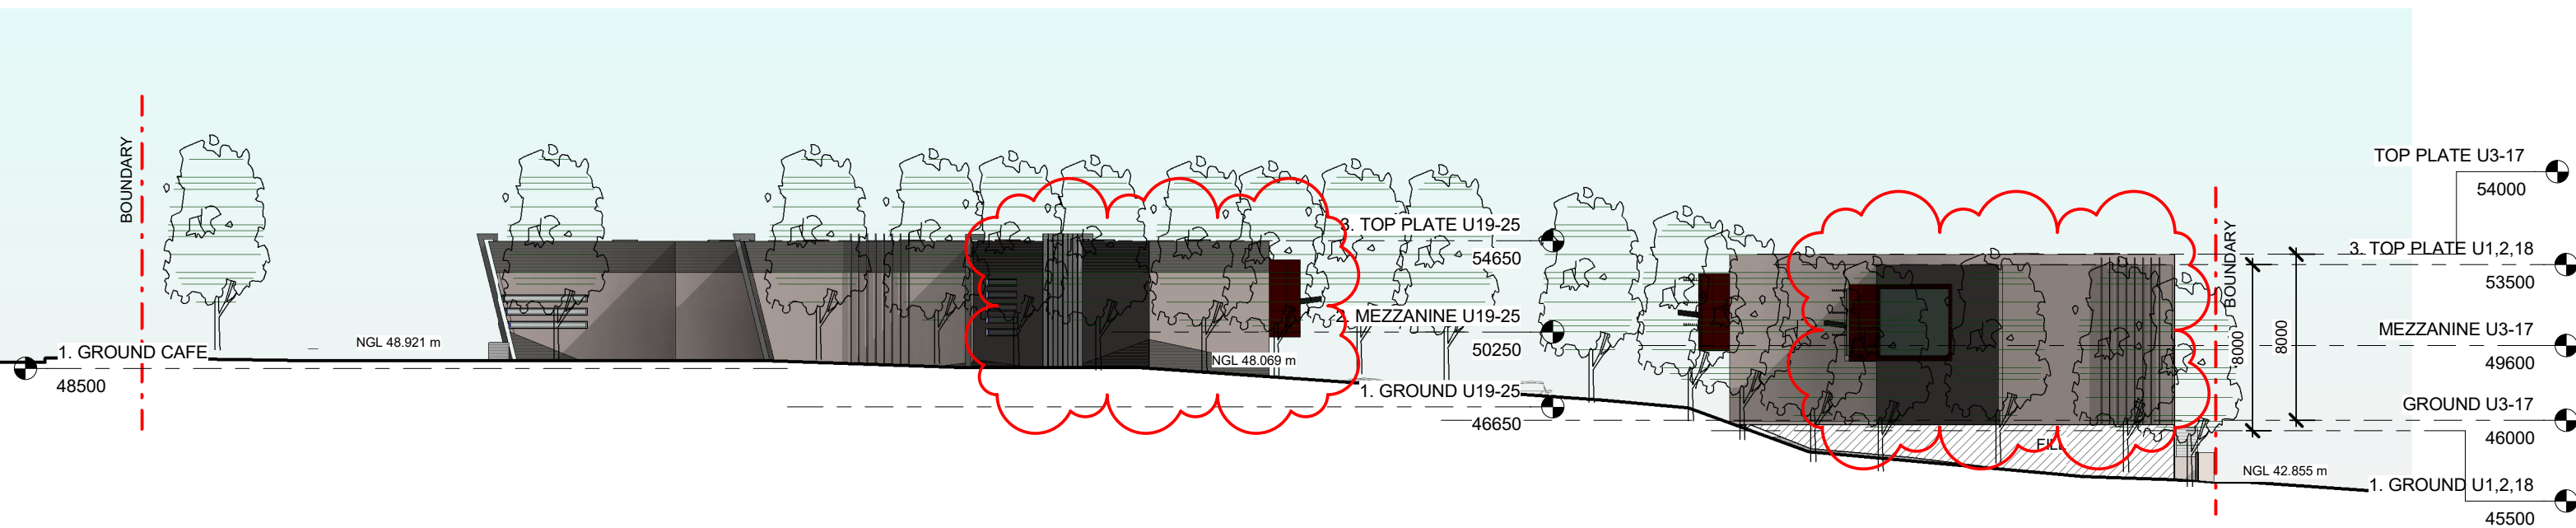 BOUNDARY
1. GROUND CAFE
48500
NGL 48.921 m
NGL 48.069 m
3. TOP PLATE U19-25
54650
2. MEZZANINE U19-25
50250
1. GROUND U19-25
46650
FILL
BOUNDARY
8000
8000
NGL 42.855 m
TOP PLATE U3-17
54000
3. TOP PLATE U1,2,18
53500
MEZZANINE U3-17
49600
GROUND U3-17
46000
1. GROUND U1,2,18
45500